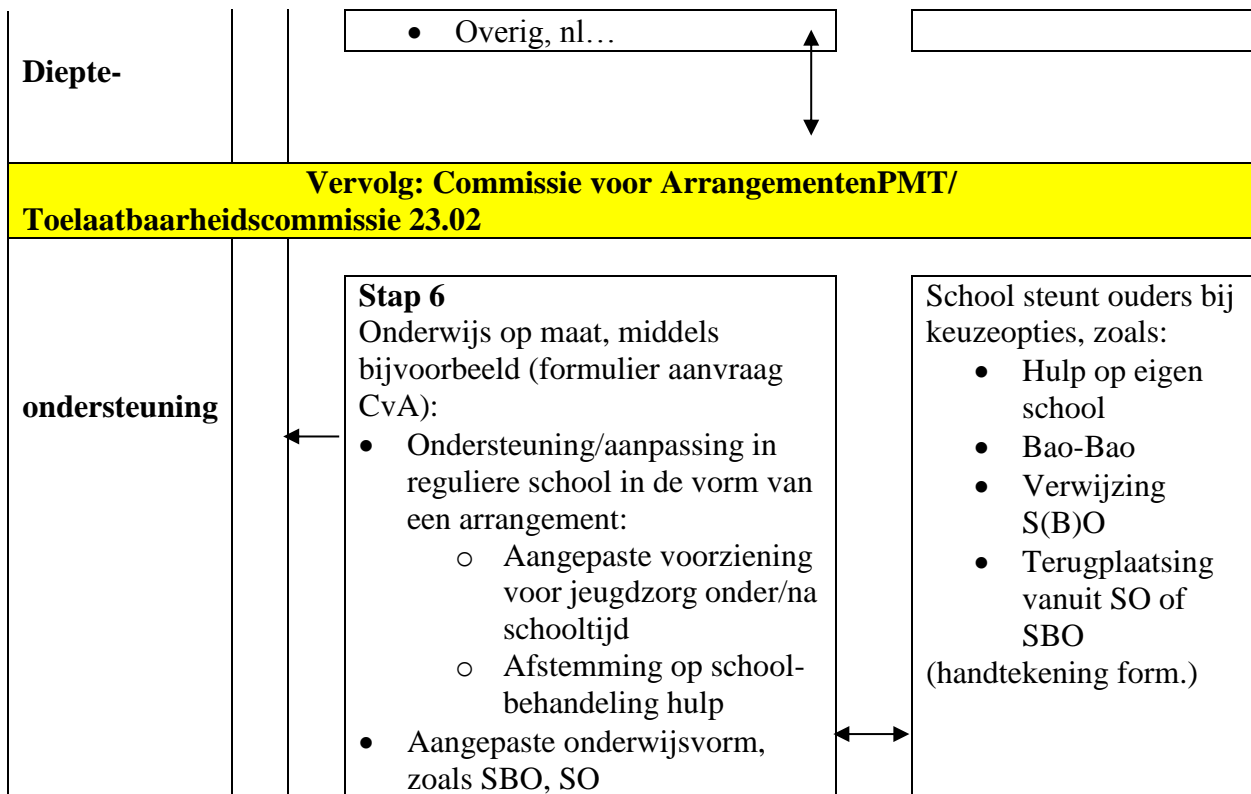 • Overig, nl…
Diepte-
Vervolg: Commissie voor ArrangementenPMT/
Toelaatbaarheidscommissie 23.02
ondersteuning
Stap 6
Onderwijs op maat, middels
bijvoorbeeld (formulier aanvraag
CvA):
• Ondersteuning/aanpassing in
reguliere school in de vorm van
een arrangement:
o Aangepaste voorziening
voor jeugdzorg onder/na
schooltijd
o Afstemming op school-
behandeling hulp
• Aangepaste onderwijsvorm,
zoals SBO, SO
School steunt ouders bij
keuzeopties, zoals:
• Hulp op eigen
school
• Bao-Bao
• Verwijzing
S(B)O
• Terugplaatsing
vanuit SO of
SBO
(handtekening form.)